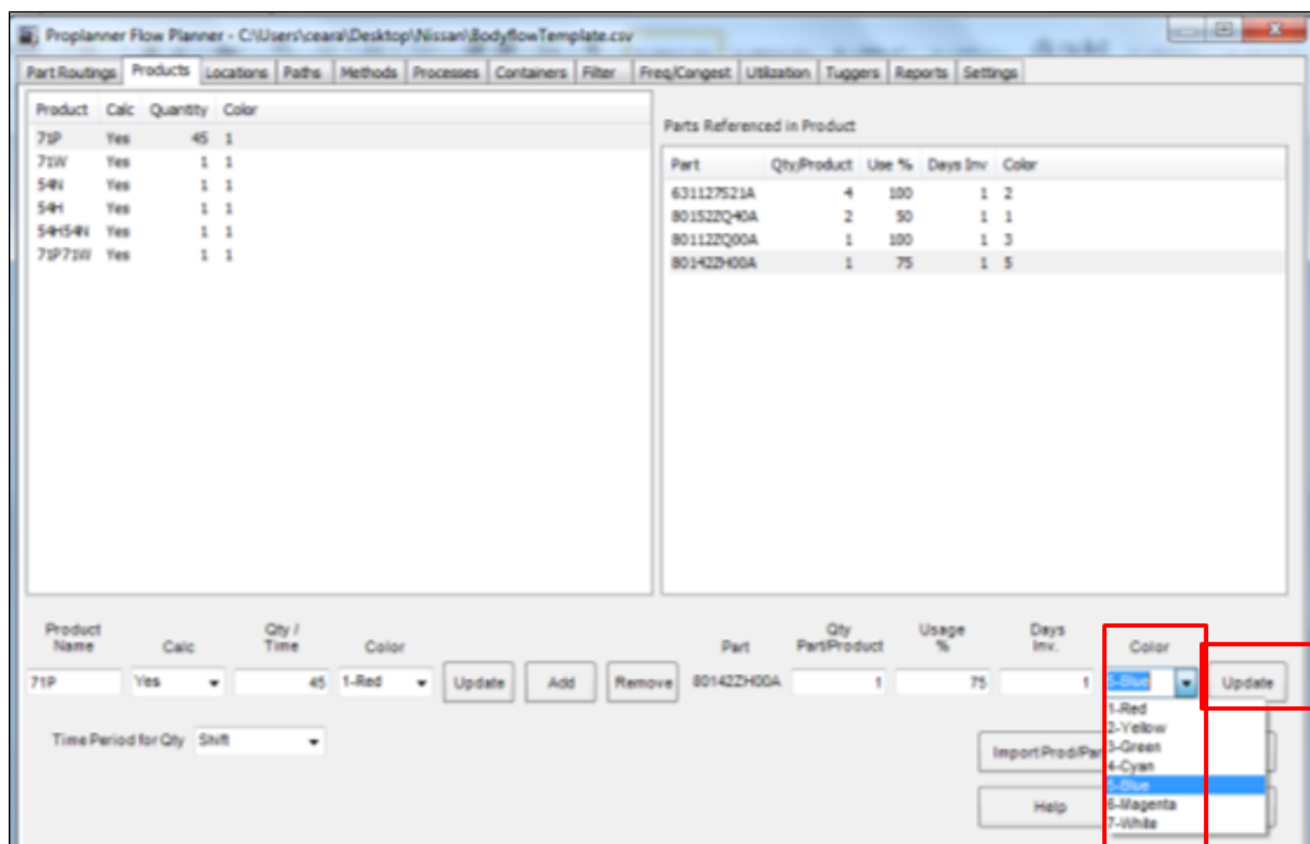 Proplanner Flow Planner - C:\Users\ceara\Desktop\Nissan\BodyflowTemplate.csv
Part Routings Products Locations Paths Methods Processes Containers Filter Freq/Congest Utilization Tuggers Reports Settings
Product Calc Quantity Color
71P Yes 45 1
71W Yes 1 1
54N Yes 1 1
54H Yes 1 1
54H54N Yes 1 1
71P71W Yes 1 1
Parts Referenced in Product
Part Qty/Product Use % Days Inv Color
631127S21A 4 100 1 2
80152ZQ40A 2 50 1 1
80112ZQ00A 1 100 1 3
80142ZH00A 1 75 1 5
Product Name Calc Qty / Time Color
71P Yes 45 1-Red Update Add Remove
Part Qty Part/Product Usage % Days Inv. Color
80142ZH00A 1 75 1 5-Blue Update
1-Red
2-Yellow
3-Green
4-Cyan
5-Blue
6-Magenta
7-White
Time Period for Qty Shift
Import Prod/Par
Help